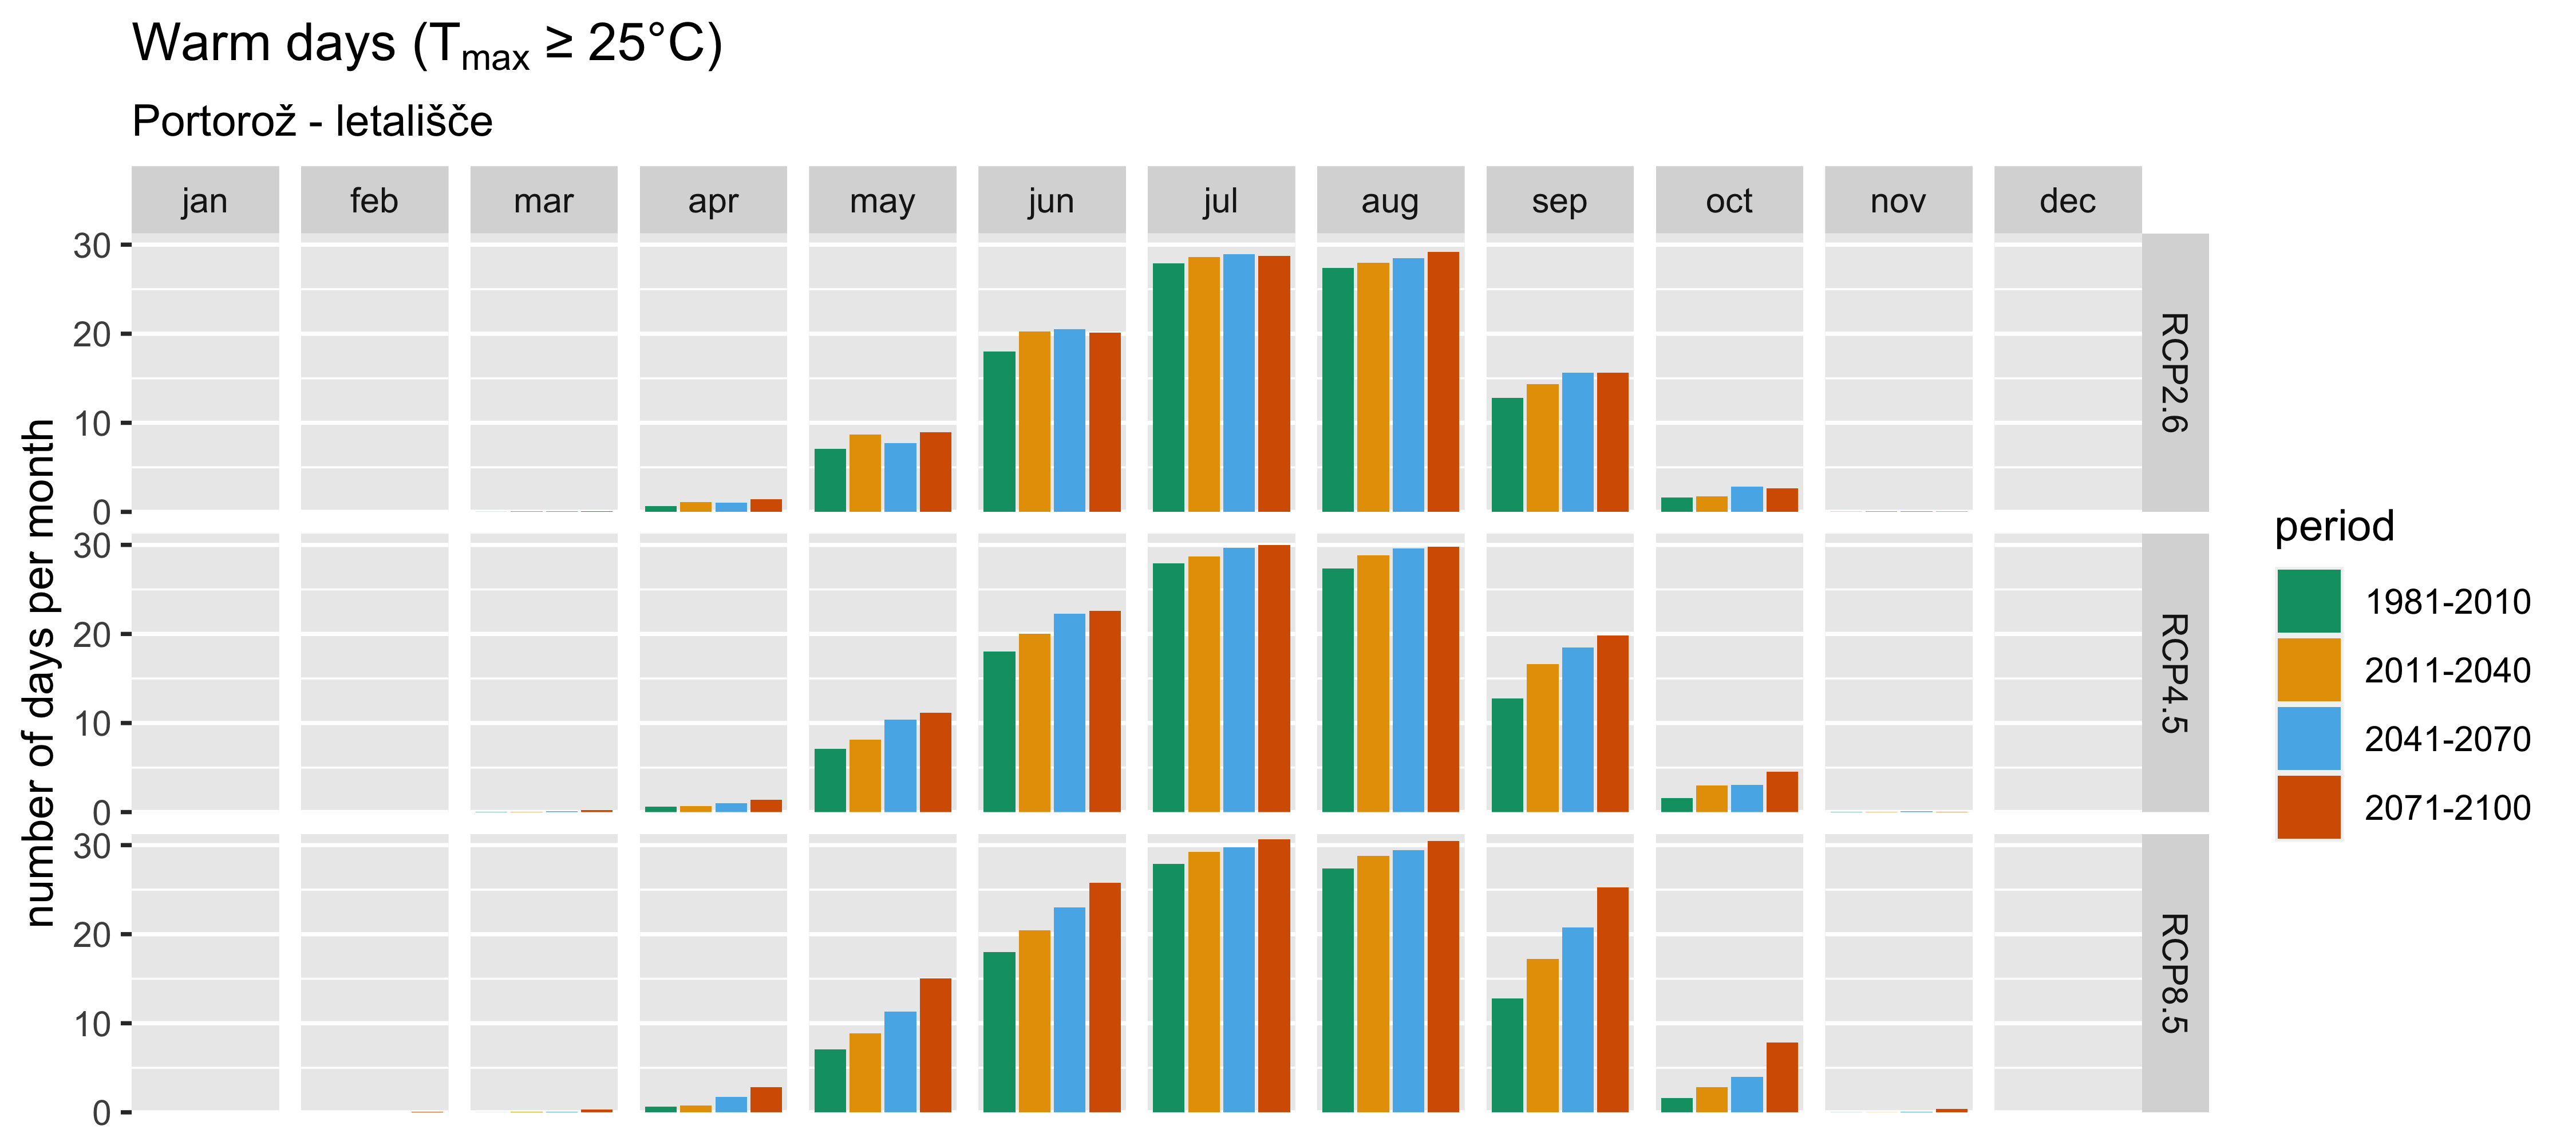 Warm days (Tmax ≥ 25°C)
Portorož - letališče
jan feb mar apr may jun jul aug sep oct nov dec
number of days per month
30
20
10
0
RCP2.6
30
20
10
0
RCP4.5
30
20
10
0
RCP8.5
period
1981-2010
2011-2040
2041-2070
2071-2100